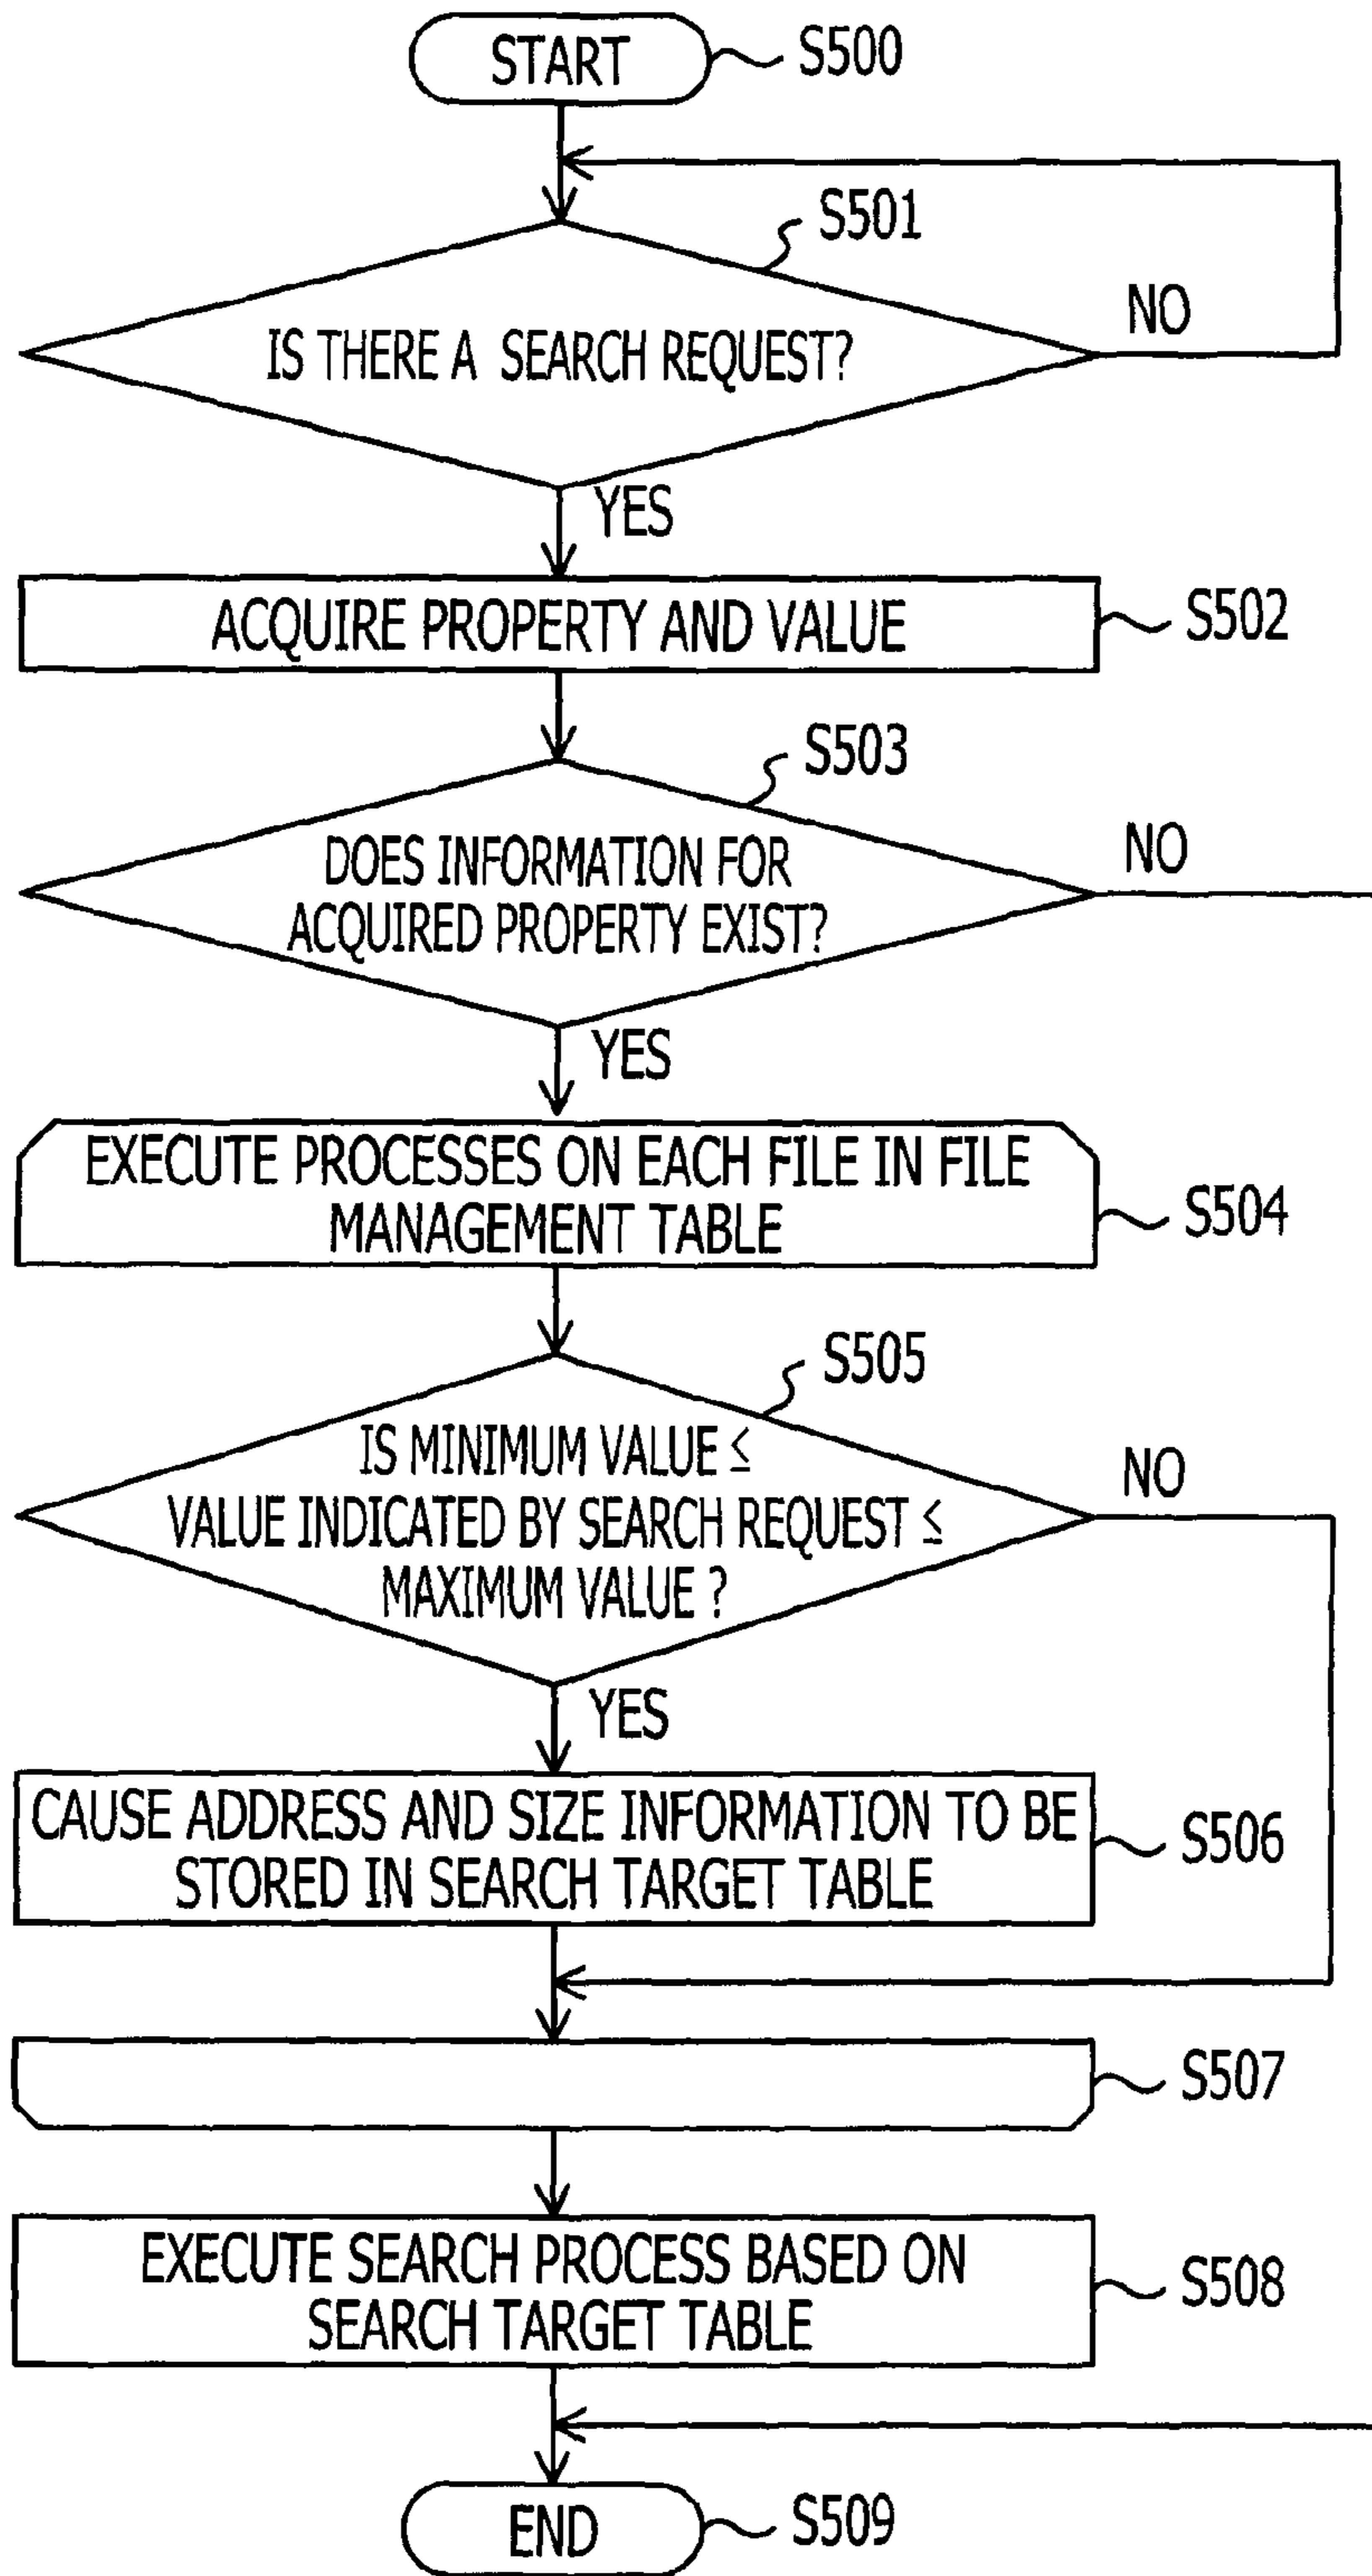 START
S500
S501
IS THERE A SEARCH REQUEST?
NO
YES
ACQUIRE PROPERTY AND VALUE
S502
S503
DOES INFORMATION FOR
ACQUIRED PROPERTY EXIST?
NO
YES
EXECUTE PROCESSES ON EACH FILE IN FILE
MANAGEMENT TABLE
S504
S505
IS MINIMUM VALUE ≤
VALUE INDICATED BY SEARCH REQUEST ≤
MAXIMUM VALUE ?
NO
YES
CAUSE ADDRESS AND SIZE INFORMATION TO BE
STORED IN SEARCH TARGET TABLE
S506
S507
EXECUTE SEARCH PROCESS BASED ON
SEARCH TARGET TABLE
S508
END
S509